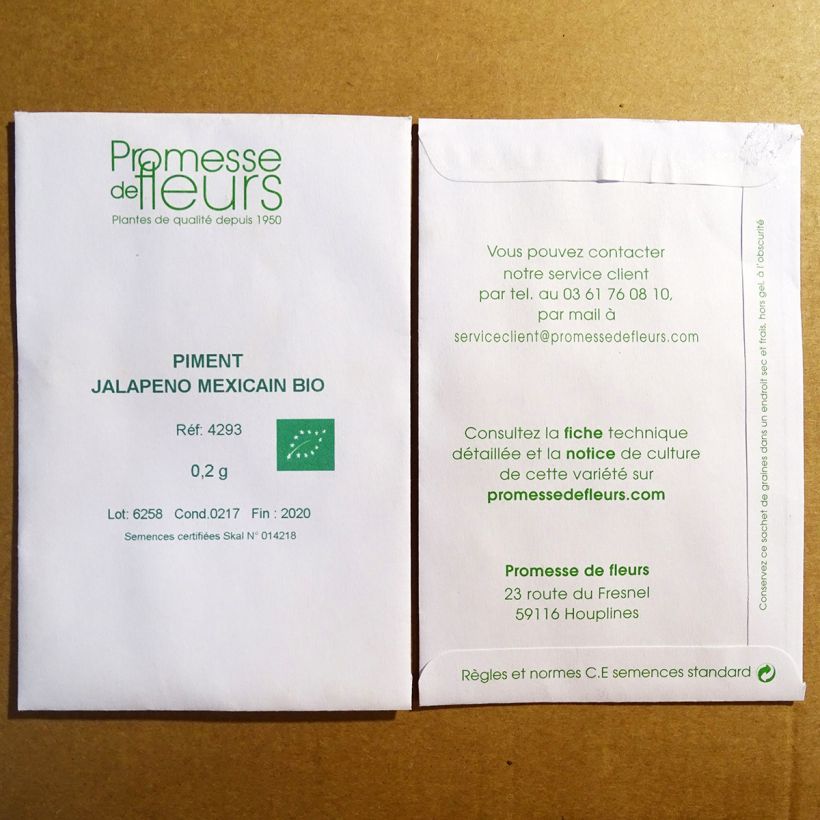 Promesse
de fleurs
Plantes de qualité depuis 1950
PIMENT
JALAPENO MEXICAIN BIO
Réf: 4293
0,2 g
Lot: 6258 Cond.0217 Fin : 2020
Semences certifiées Skal N° 014218
Vous pouvez contacter
notre service client
par tel. au 03 61 76 08 10,
par mail à
serviceclient@promessedefleurs.com
Consultez la fiche technique
détaillée et la notice de culture
de cette variété sur
promessedefleurs.com
Promesse de fleurs
23 route du Fresnel
59116 Houplines
Règles et normes C.E semences standard
Conservez ce sachet de graines dans un endroit sec et frais, hors gel, à l'obscurité